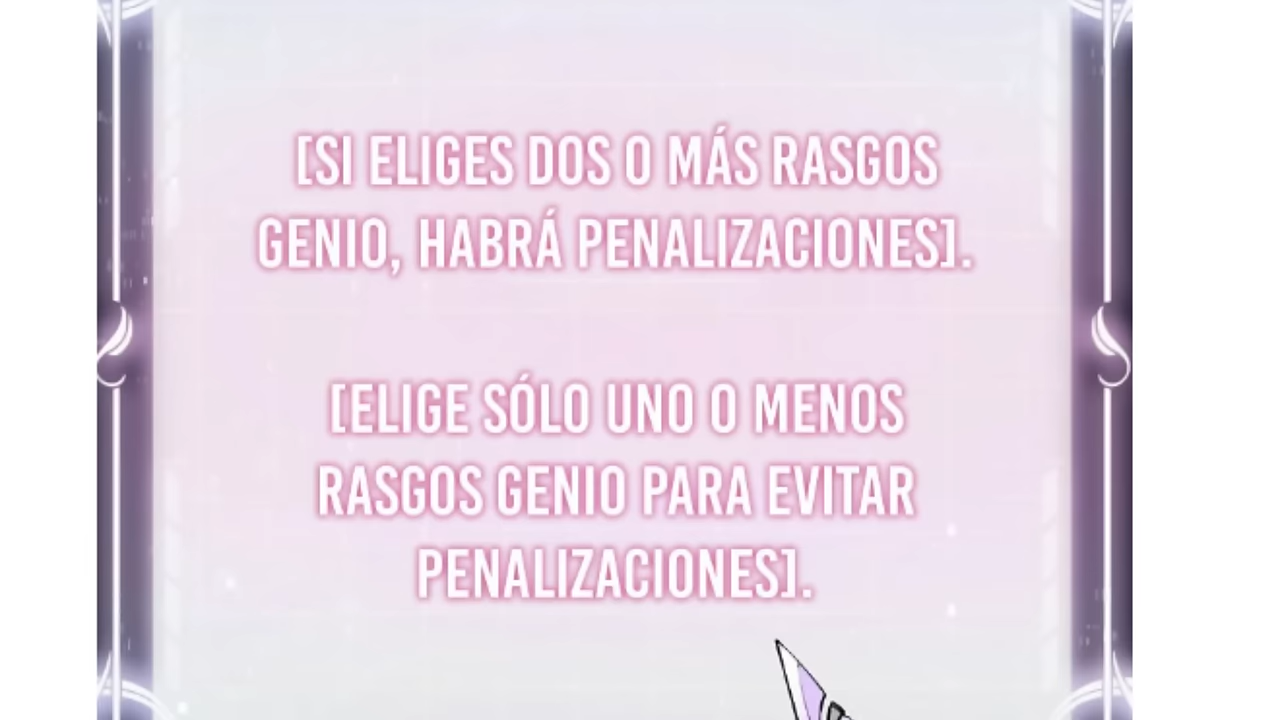 [SI ELIGES DOS O MÁS RASGOS
GENIO, HABRÁ PENALIZACIONES].
[ELIGE SÓLO UNO O MENOS
RASGOS GENIO PARA EVITAR
PENALIZACIONES].